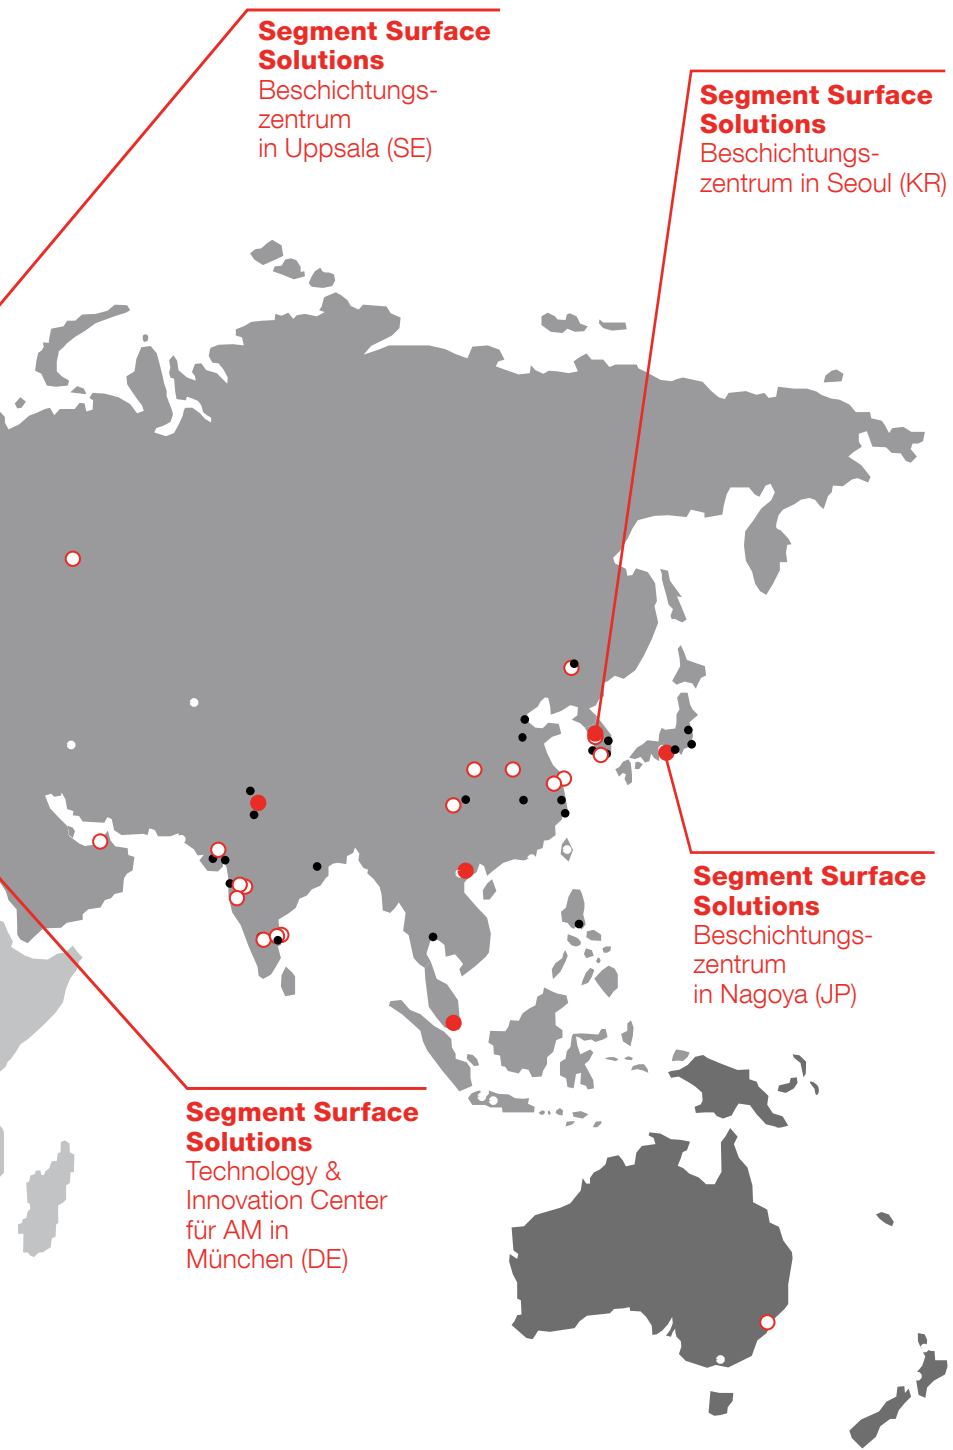 Segment Surface
Solutions
Beschichtungs-
zentrum
in Uppsala (SE)
Segment Surface
Solutions
Beschichtungs-
zentrum in Seoul (KR)
Segment Surface
Solutions
Beschichtungs-
zentrum
in Nagoya (JP)
Segment Surface
Solutions
Technology &
Innovation Center
für AM in
München (DE)